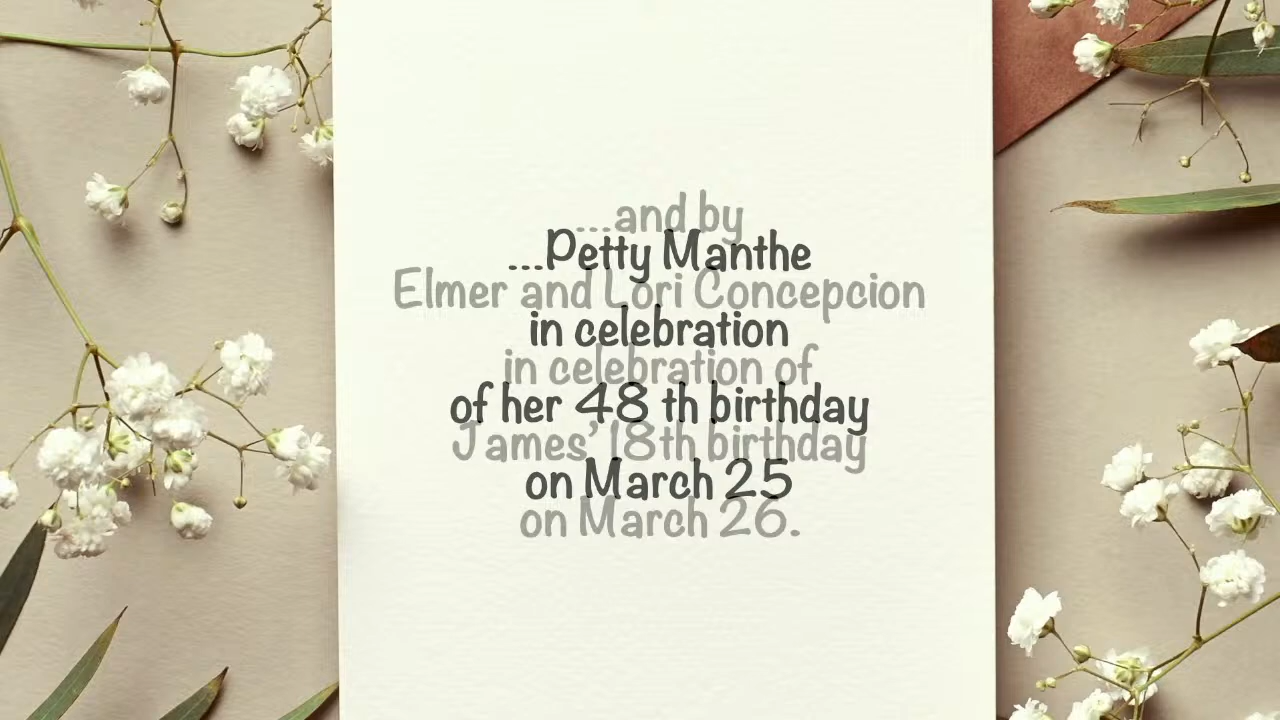 ...and by
...Petty Manthe
Elmer and Lori Concepcion
in celebration
in celebration of
of her 48 th birthday
James' 18th birthday
on March 25
on March 26.